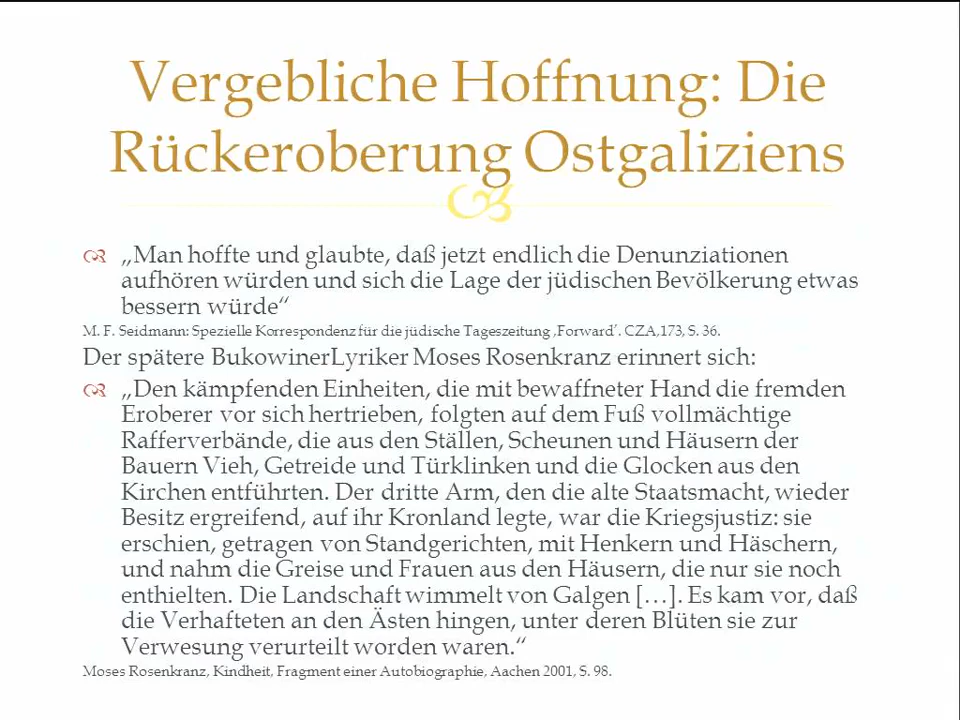 Vergebliche Hoffnung: Die
Rückeroberung Ostgaliziens
„Man hoffte und glaubte, daß jetzt endlich die Denunziationen
aufhören würden und sich die Lage der jüdischen Bevölkerung etwas
bessern würde“
M. F. Seidmann: Spezielle Korrespondenz für die jüdische Tageszeitung ‚Forward‘. CZA,173, S. 36.
Der spätere BukowinerLyriker Moses Rosenkranz erinnert sich:
„Den kämpfenden Einheiten, die mit bewaffneter Hand die fremden
Eroberer vor sich hertrieben, folgten auf dem Fuß vollmächtige
Rafferverbände, die aus den Ställen, Scheunen und Häusern der
Bauern Vieh, Getreide und Türklinken und die Glocken aus den
Kirchen entführten. Der dritte Arm, den die alte Staatsmacht, wieder
Besitz ergreifend, auf ihr Kronland legte, war die Kriegsjustiz: sie
erschien, getragen von Standgerichten, mit Henkern und Häschern,
und nahm die Greise und Frauen aus den Häusern, die nur sie noch
enthielten. Die Landschaft wimmelt von Galgen […]. Es kam vor, daß
die Verhafteten an den Ästen hingen, unter deren Blüten sie zur
Verwesung verurteilt worden waren.“
Moses Rosenkranz, Kindheit, Fragment einer Autobiographie, Aachen 2001, S. 98.